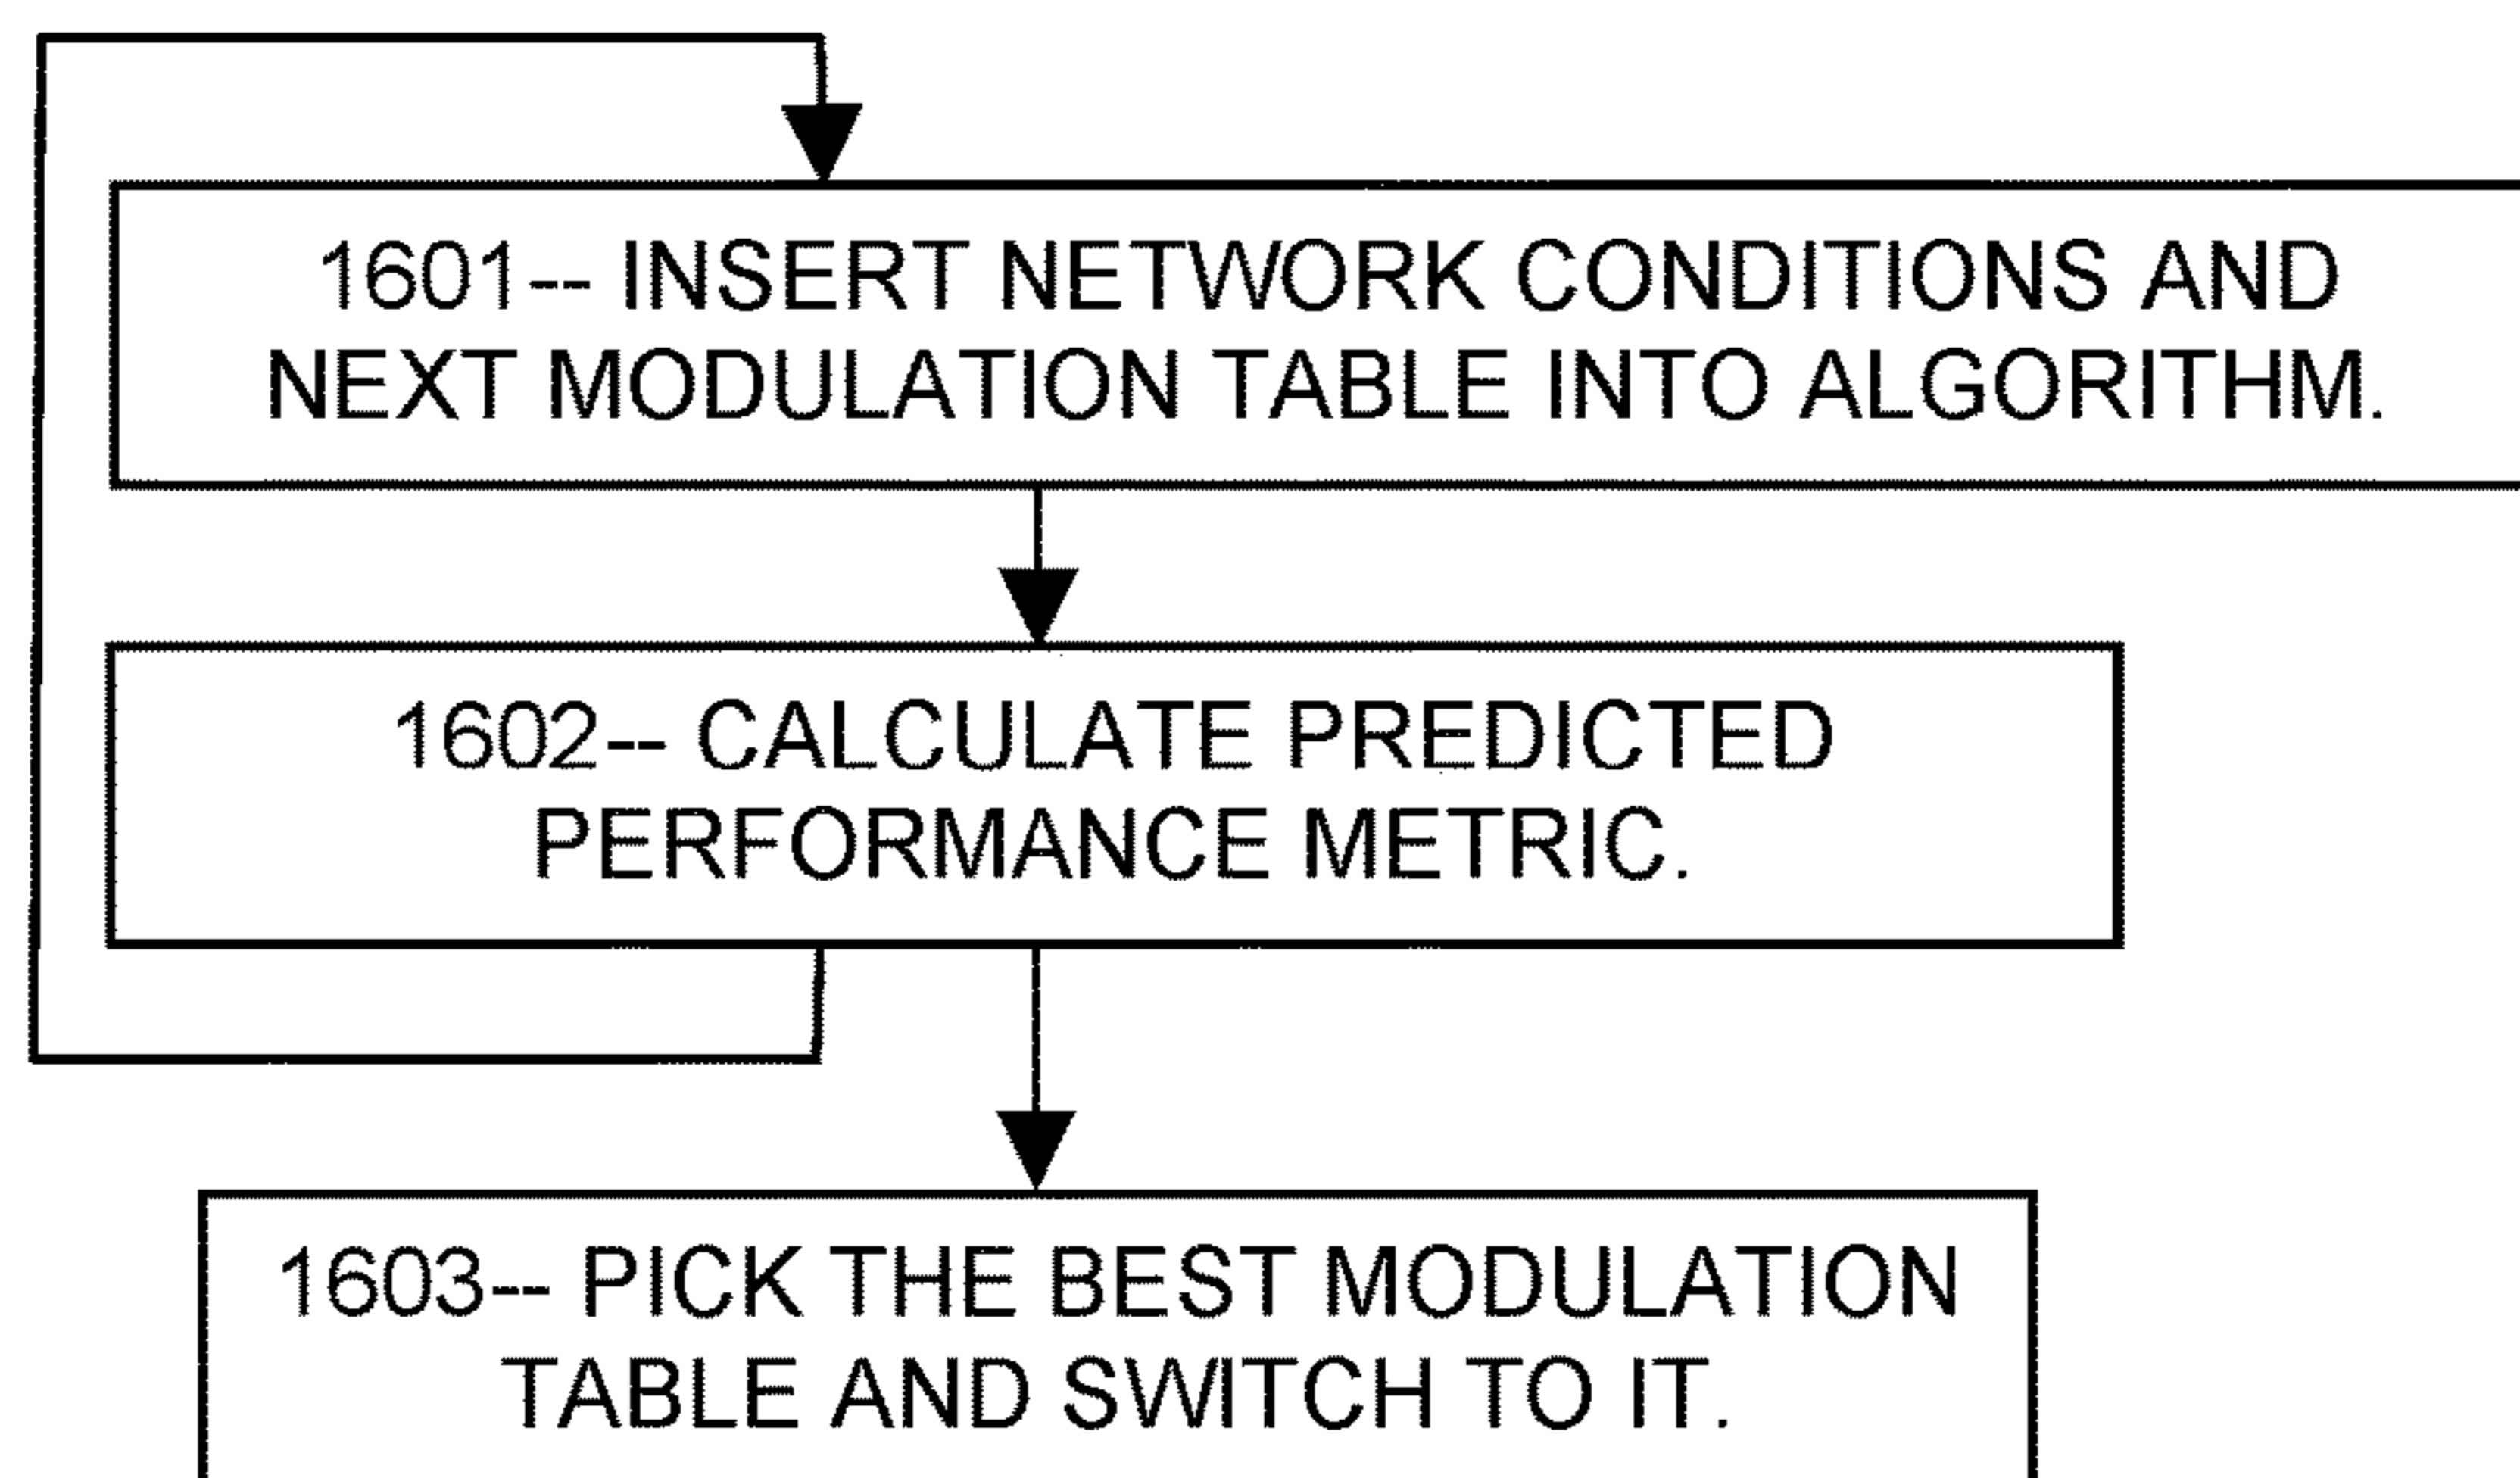 1601-- INSERT NETWORK CONDITIONS AND
NEXT MODULATION TABLE INTO ALGORITHM.
1602-- CALCULATE PREDICTED
PERFORMANCE METRIC.
1603-- PICK THE BEST MODULATION
TABLE AND SWITCH TO IT.